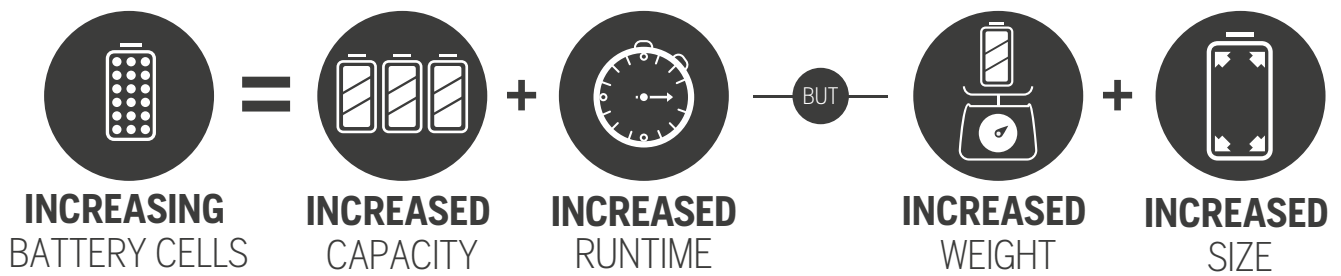 BUT
INCREASING
BATTERY CELLS
INCREASED
CAPACITY
INCREASED
RUNTIME
INCREASED
WEIGHT
INCREASED
SIZE